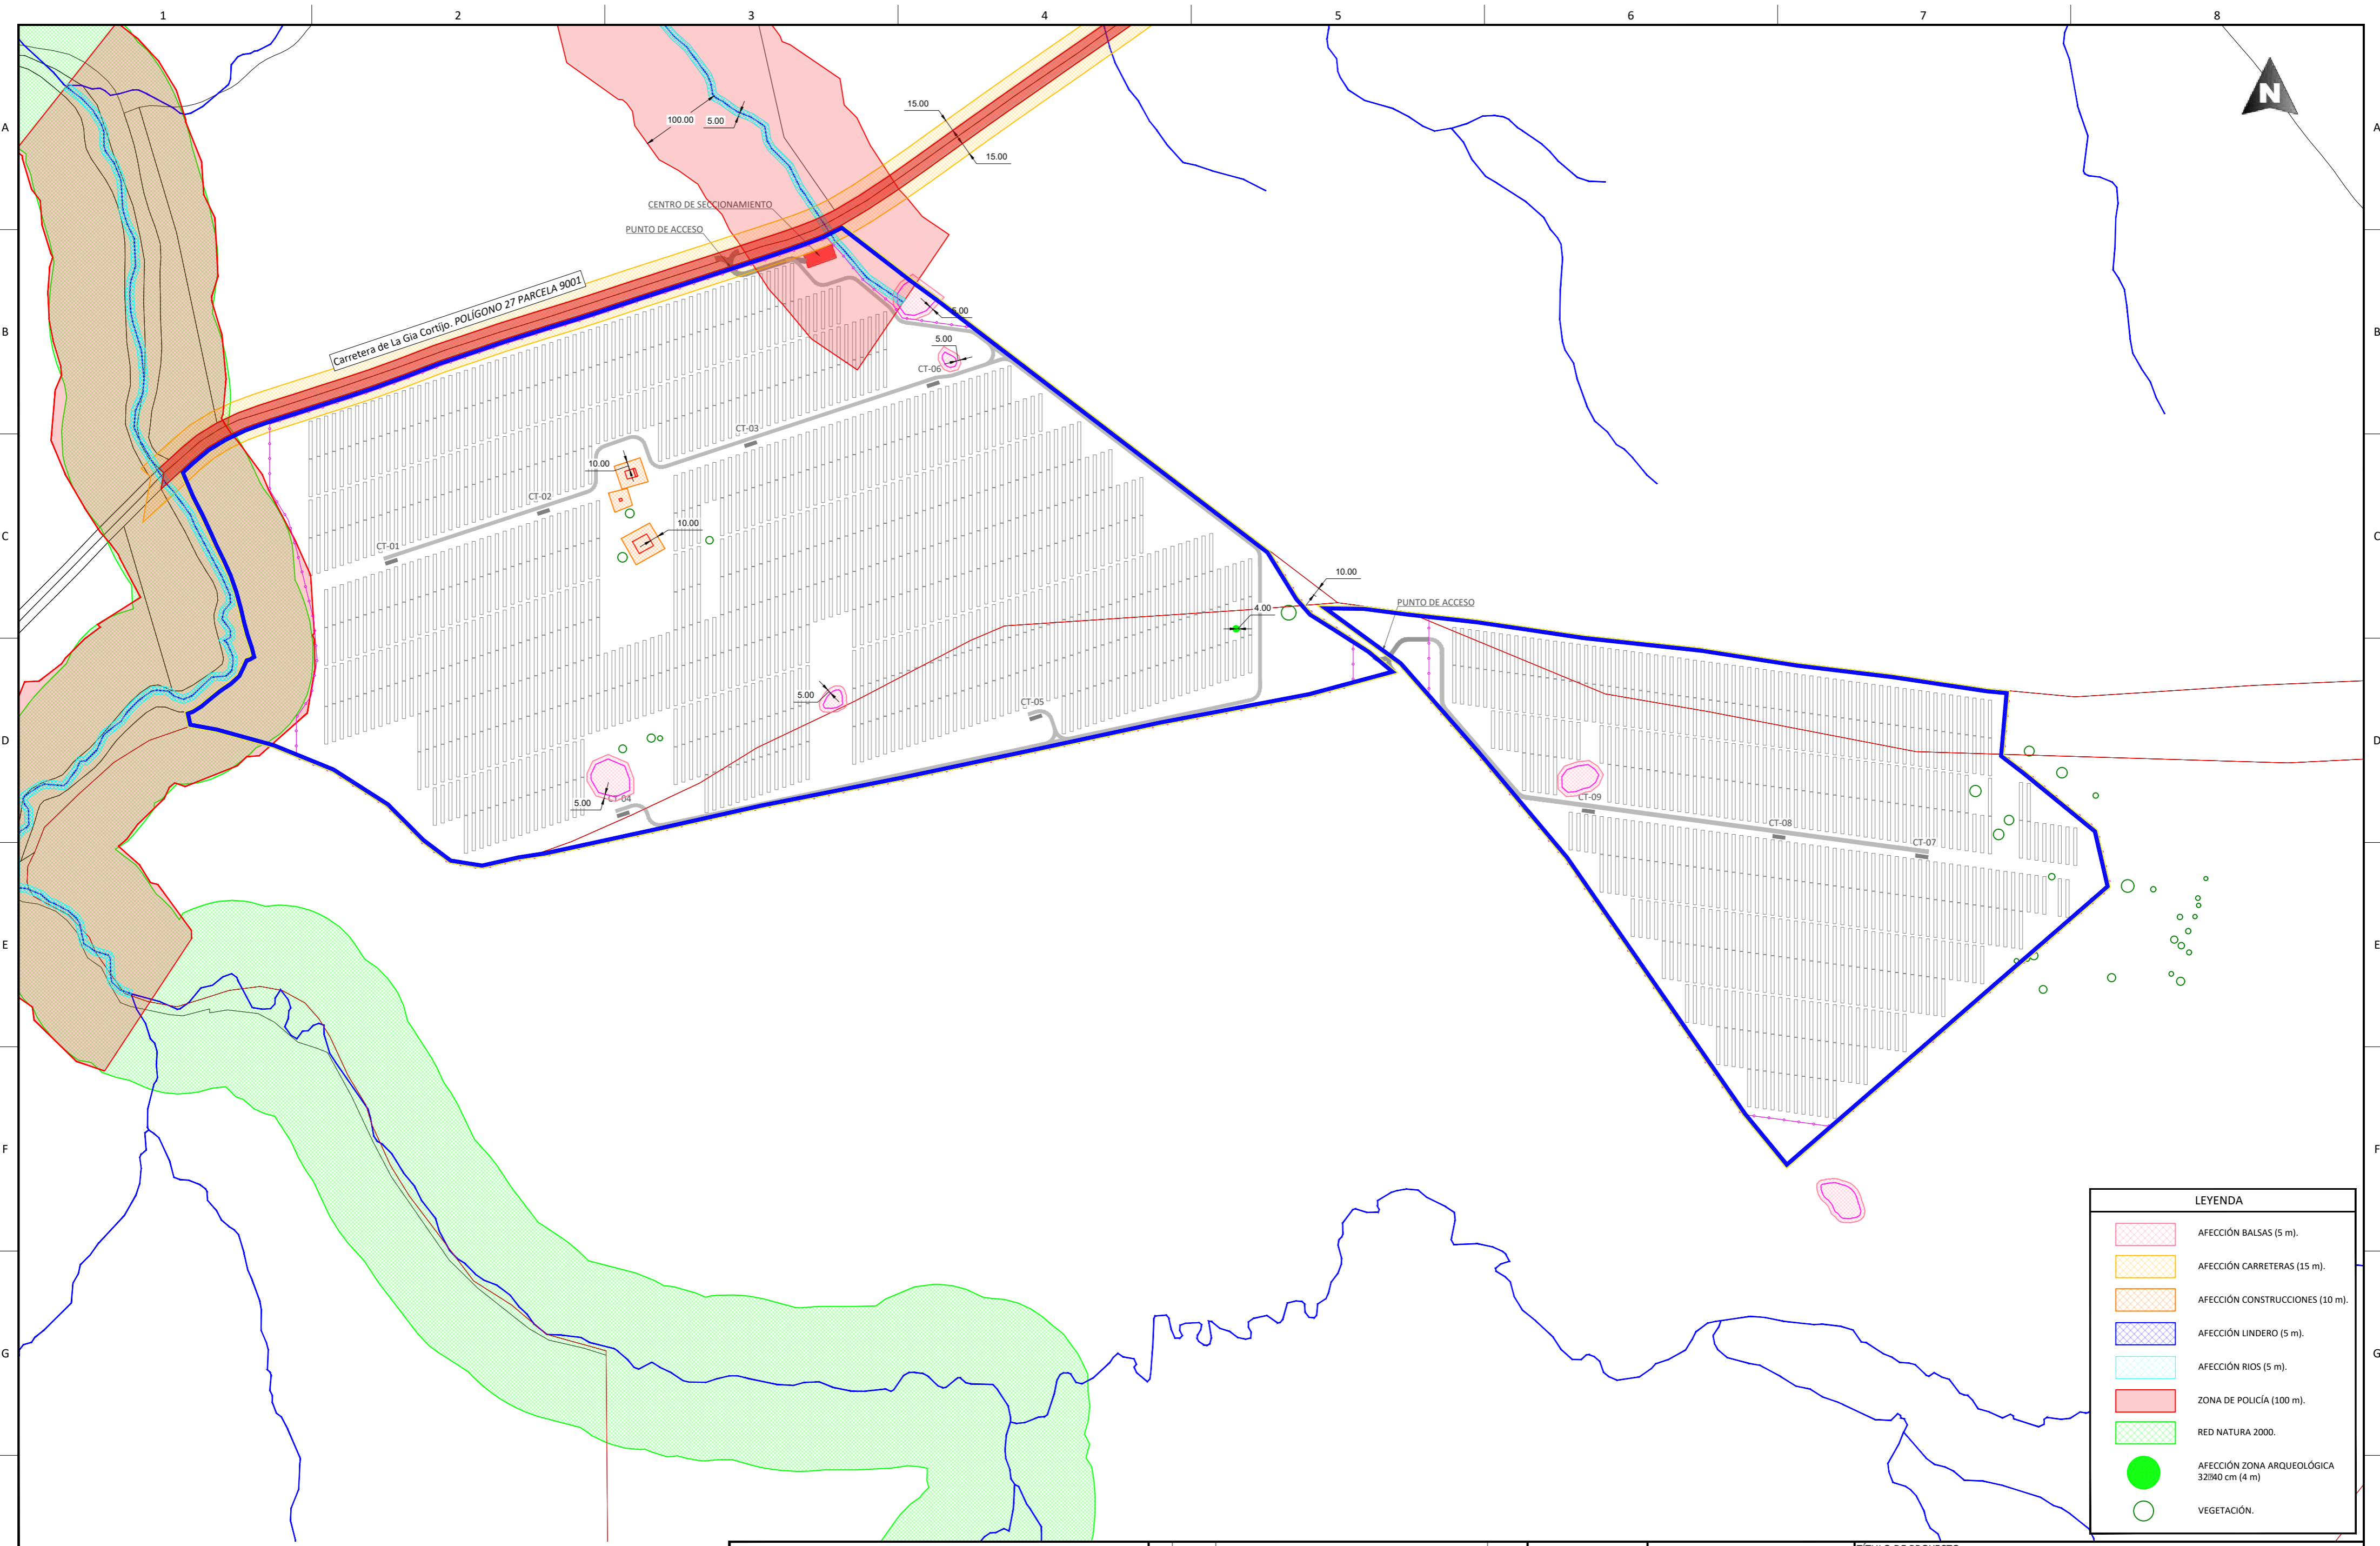 1 2 3 4 5 6 7 8
N
A A
15.00
100.00
5.00
15.00
CENTRO DE SECCIONAMIENTO
PUNTO DE ACCESO
Carretera de La Gia Cortijo. POLÍGONO 27 PARCELA 9001
5.00
B B
5.00
CT-06
CT-03
10.00
CT-02
10.00
C C
CT-01
10.00
PUNTO DE ACCESO
4.00
5.00
CT-05
D D
CT-09
5.00
CT-04
CT-08
CT-07
E E
F F
LEYENDA
AFECCIÓN BALSAS (5 m).
AFECCIÓN CARRETERAS (15 m).
AFECCIÓN CONSTRUCCIONES (10 m).
AFECCIÓN LINDERO (5 m).
G G
AFECCIÓN RIOS (5 m).
ZONA DE POLICÍA (100 m).
RED NATURA 2000.
AFECCIÓN ZONA ARQUEOLÓGICA
32⍰40 cm (4 m)
VEGETACIÓN.